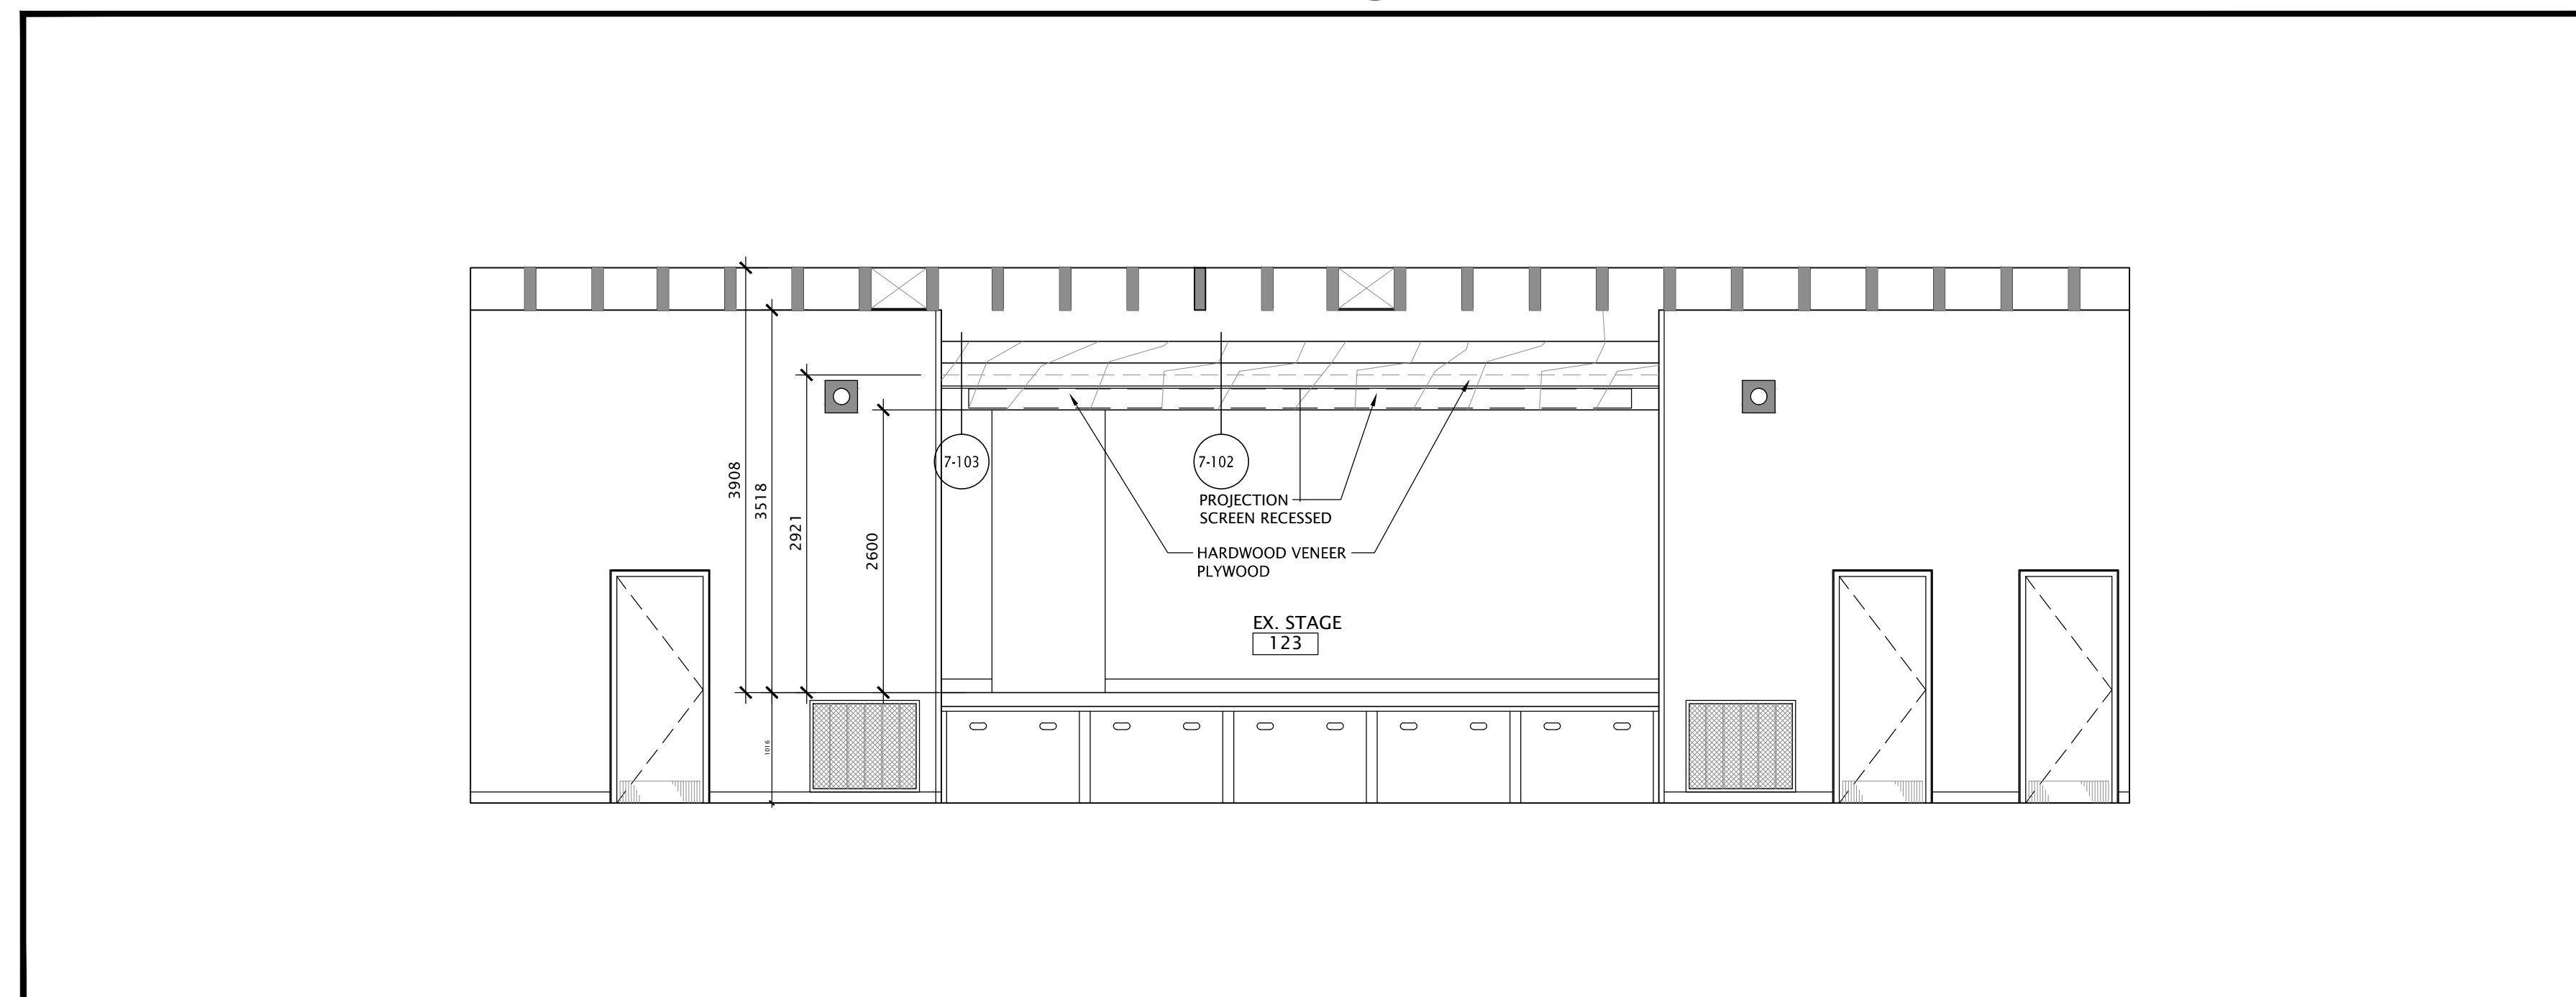 3908
3518
2921
2600
7-103
7-102
PROJECTION
SCREEN RECESSED
HARDWOOD VENEER
PLYWOOD
EX. STAGE
123
1016